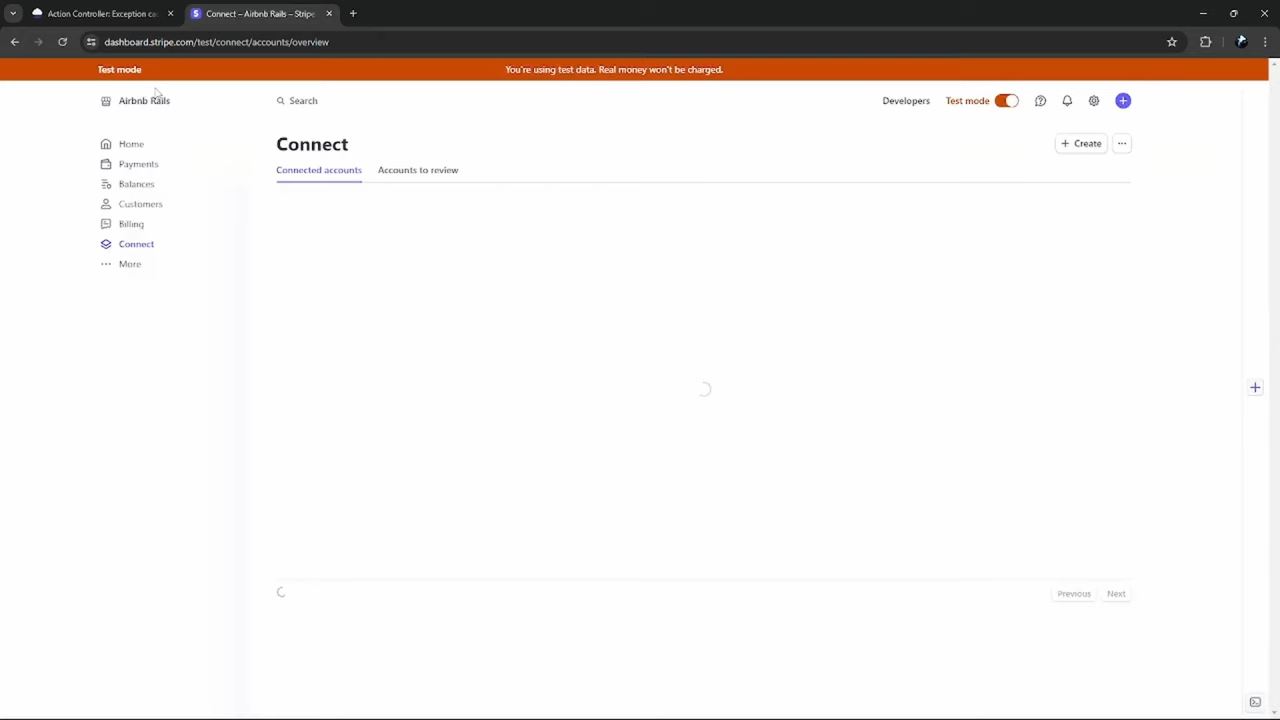 Action Controller: Exception ca
Connect – Airbnb Rails – Stripe
dashboard.stripe.com/test/connect/accounts/overview
Test mode
You're using test data. Real money won't be charged.
Airbnb Rails
Search
Developers
Test mode
Home
Payments
Balances
Customers
Billing
Connect
More
Connect
Create
Connected accounts
Accounts to review
Previous
Next